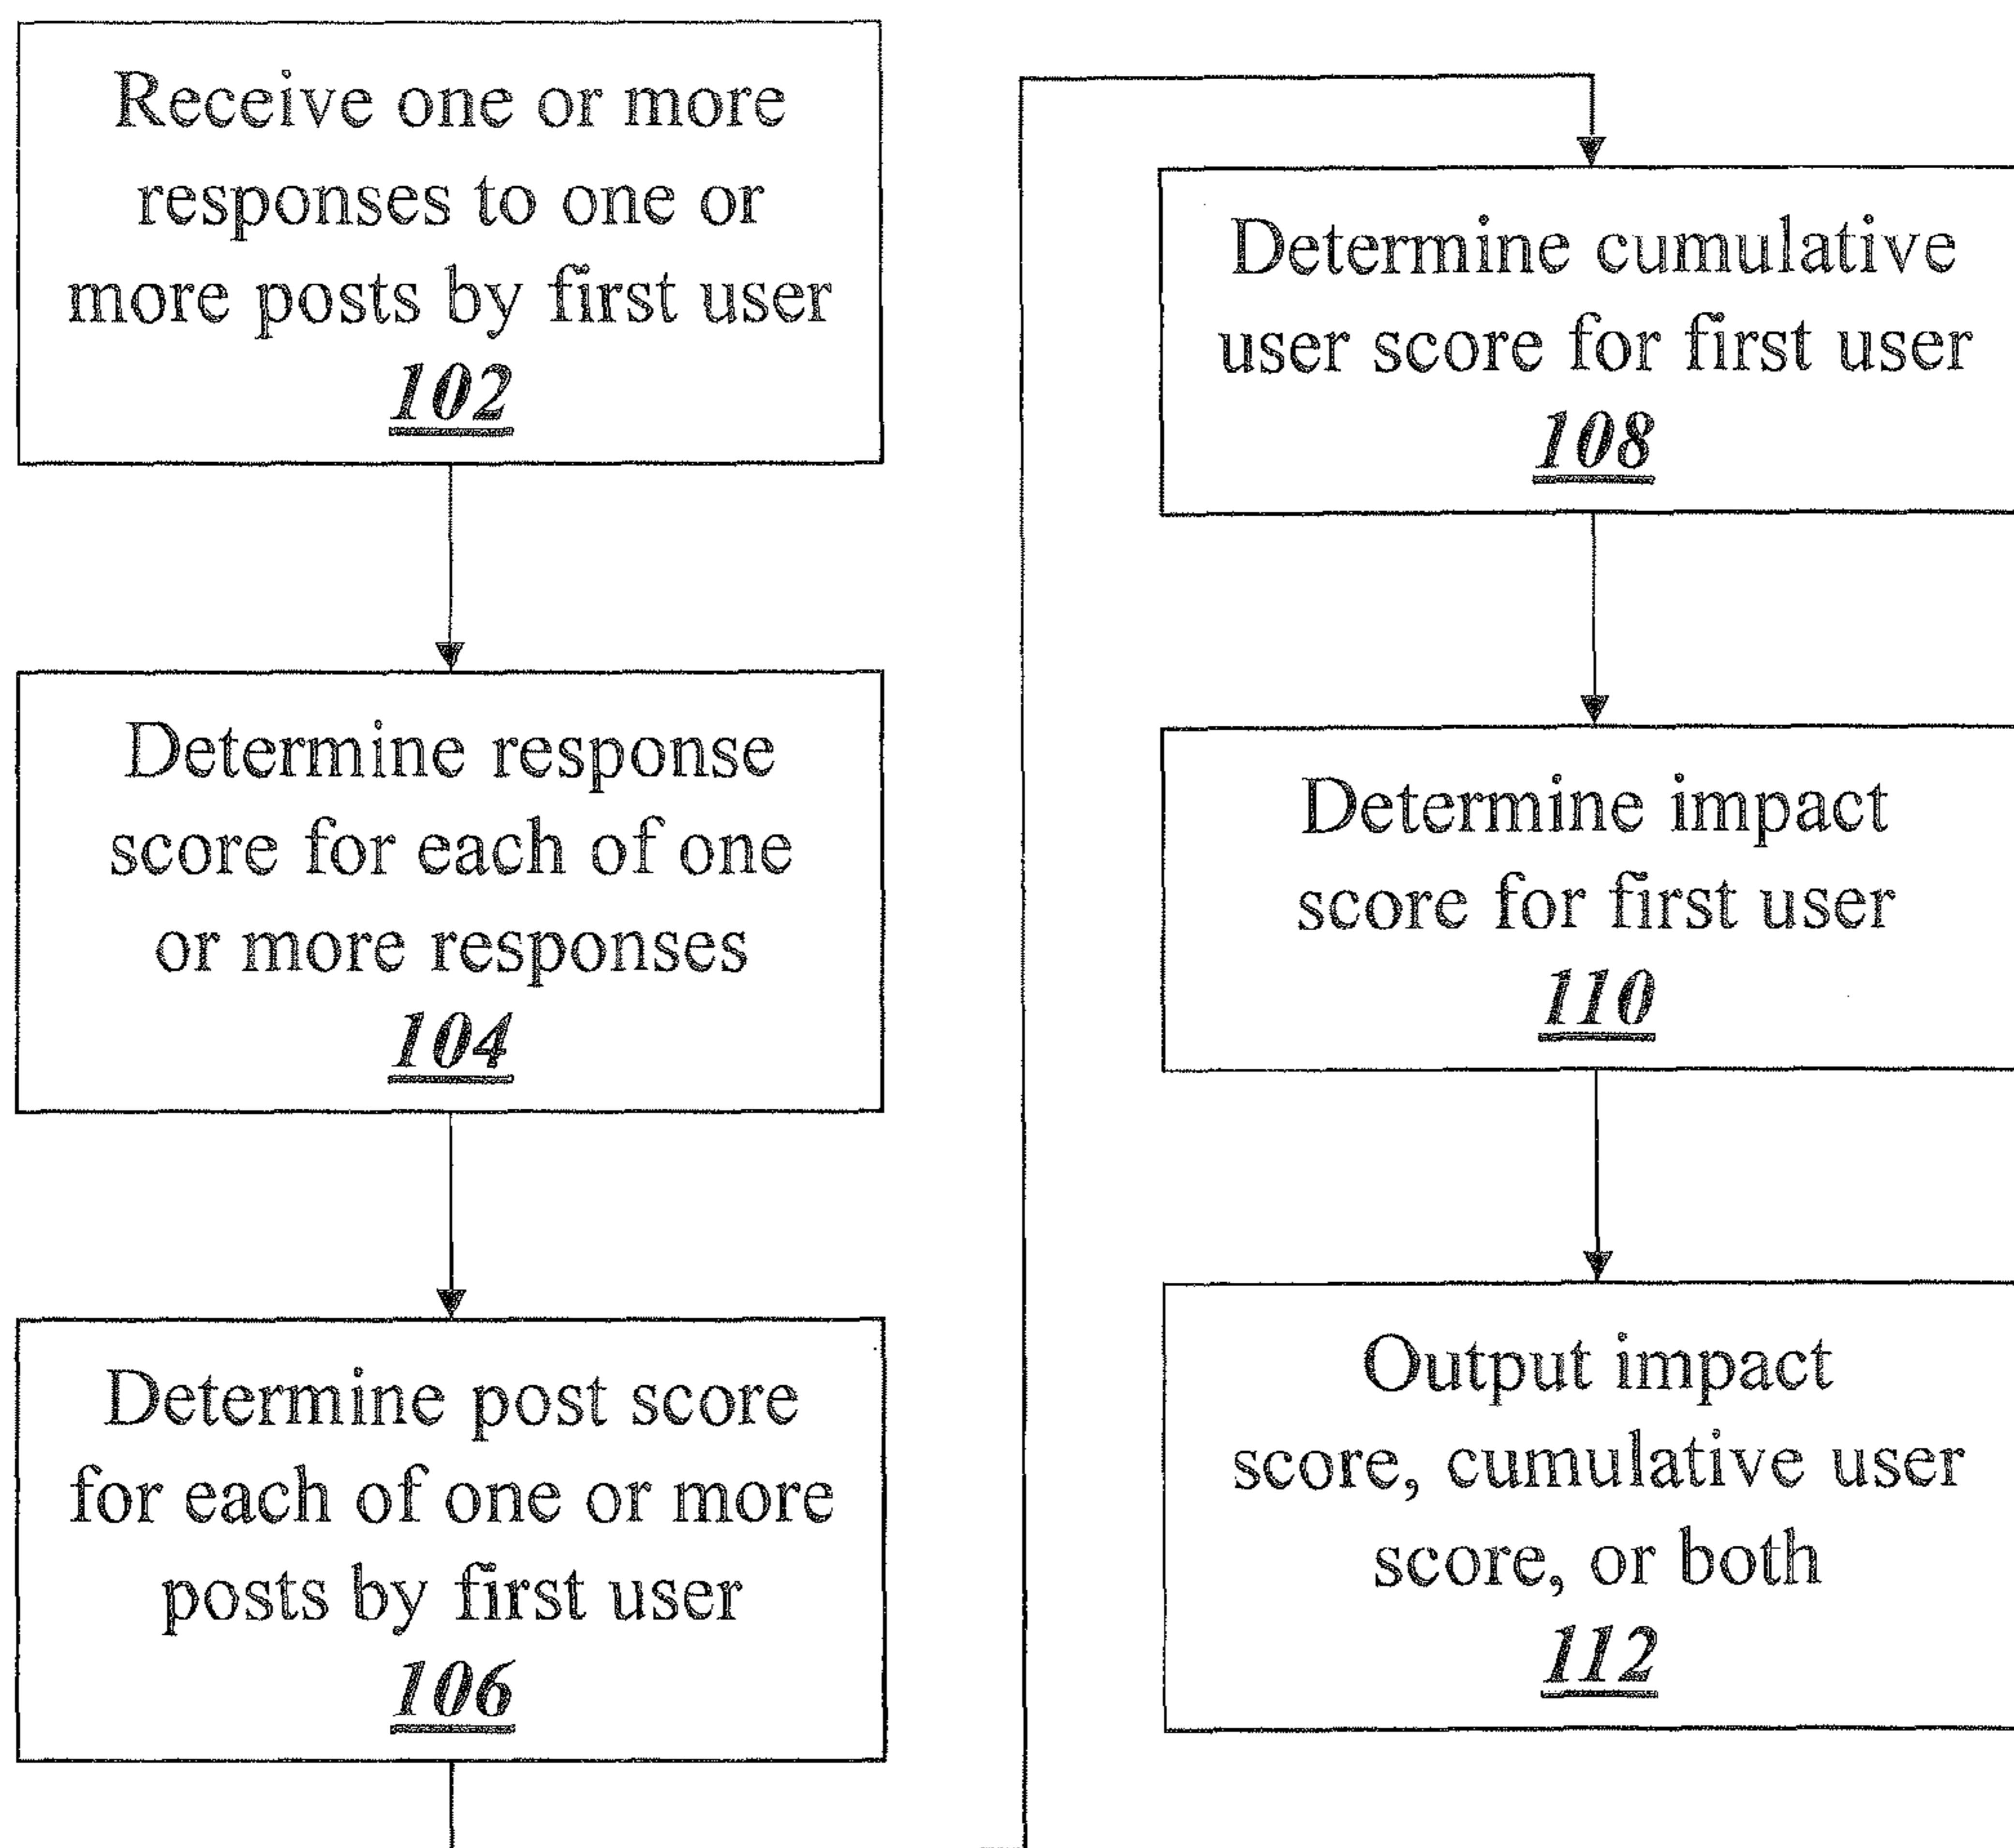 Receive one or more
responses to one or
more posts by first user
102
Determine response
score for each of one
or more responses
104
Determine post score
for each of one or more
posts by first user
106
Determine cumulative
user score for first user
108
Determine impact
score for first user
110
Output impact
score, cumulative user
score, or both
112